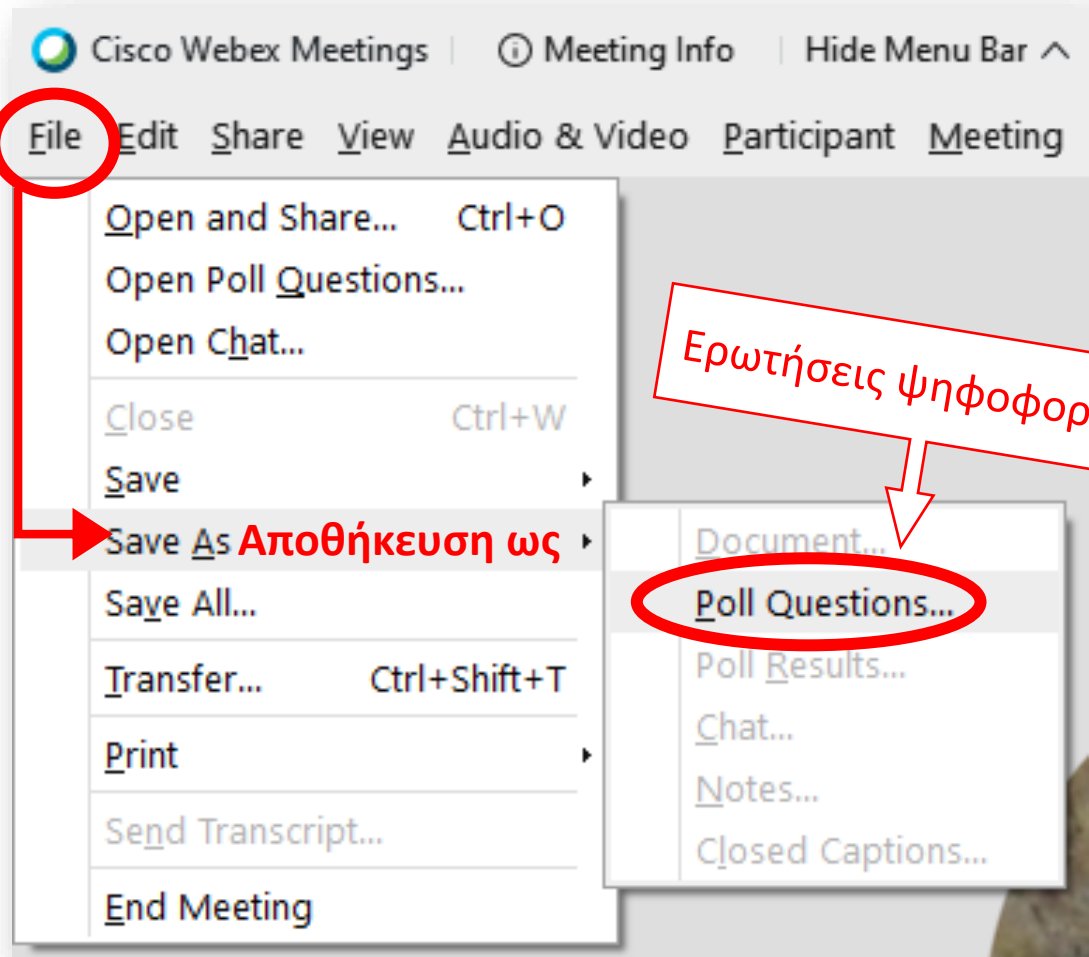 Cisco Webex Meetings Meeting Info Hide Menu Bar
File Edit Share View Audio & Video Participant Meeting
Open and Share... Ctrl+O
Open Poll Questions...
Open Chat...
Close Ctrl+W
Save
Save As Αποθήκευση ως
Save All...
Transfer... Ctrl+Shift+T
Print
Send Transcript...
End Meeting
Ερωτήσεις ψηφοφορ
Document...
Poll Questions...
Poll Results...
Chat...
Notes...
Closed Captions...